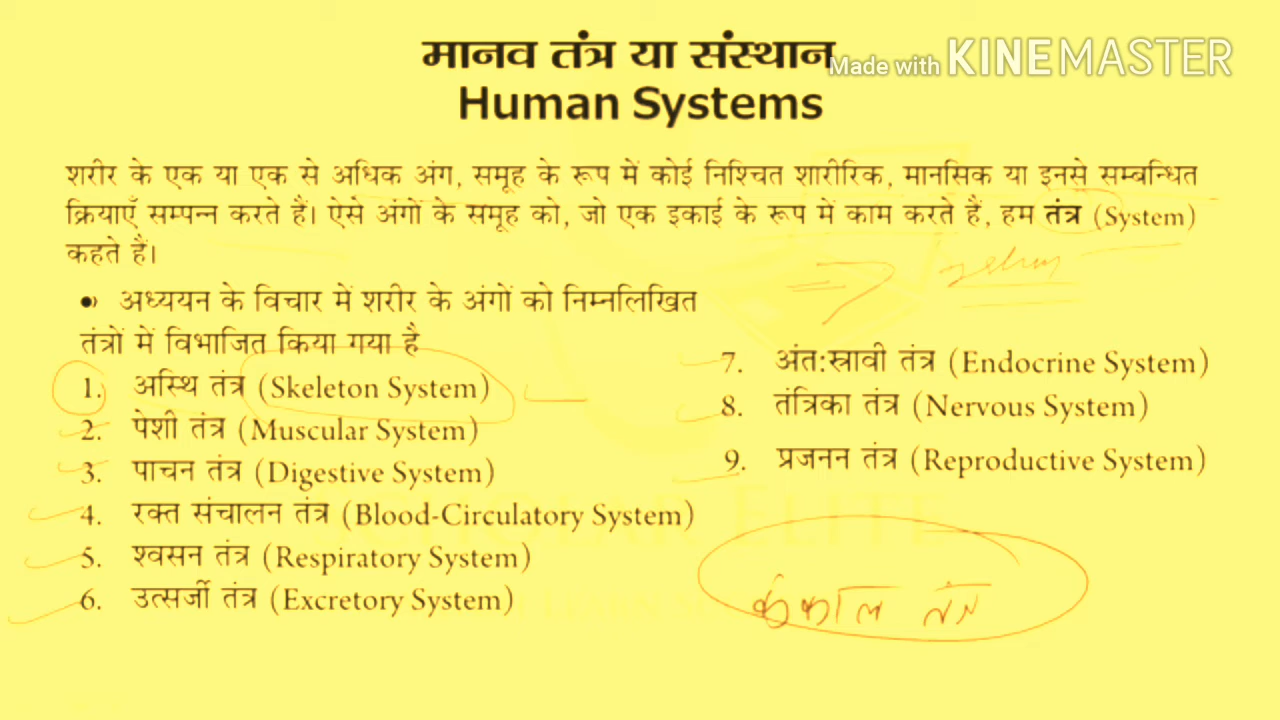 मानव तंत्र या संस्थान
Made with KINEMASTER
Human Systems
शरीर के एक या एक से अधिक अंग, समूह के रूप में कोई निश्चित शारीरिक, मानसिक या इनसे सम्बन्धित
क्रियाएँ सम्पन्न करते हैं। ऐसे अंगों के समूह को, जो एक इकाई के रूप में काम करते हैं, हम तंत्र (System)
कहते हैं।
•) अध्ययन के विचार में शरीर के अंगों को निम्नलिखित
तंत्रों में विभाजित किया गया है
1. अस्थि तंत्र (Skeleton System)
2. पेशी तंत्र (Muscular System)
3. पाचन तंत्र (Digestive System)
4. रक्त संचालन तंत्र (Blood-Circulatory System)
5. श्वसन तंत्र (Respiratory System)
6. उत्सर्जी तंत्र (Excretory System)
7. अंत:स्त्रावी तंत्र (Endocrine System)
8. तंत्रिका तंत्र (Nervous System)
9. प्रजनन तंत्र (Reproductive System)
कंकाल तंत्र